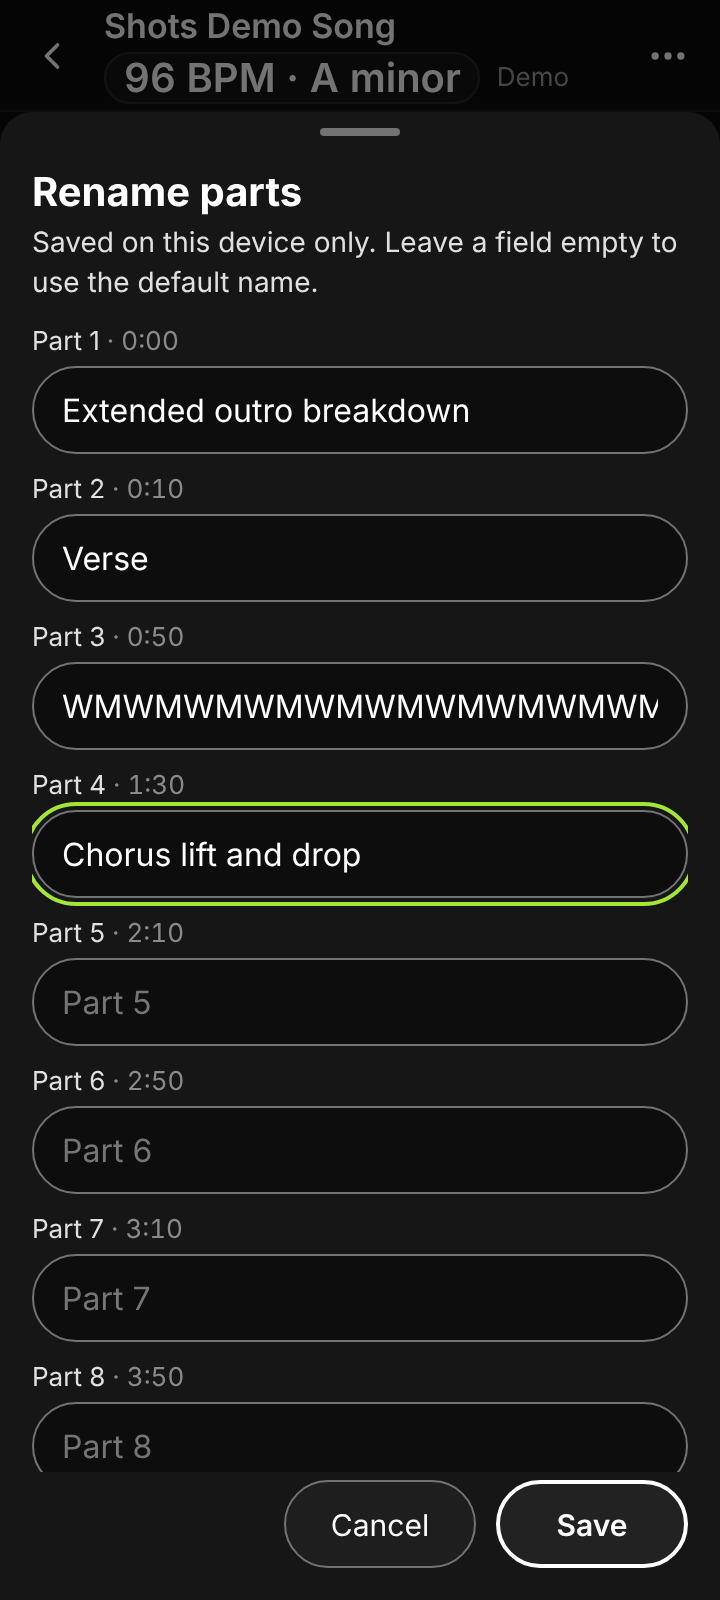 Shots Demo Song
96 BPM · A minor
Demo
Rename parts
Saved on this device only. Leave a field empty to
use the default name.
Part 1 · 0:00
Extended outro breakdown
Part 2 · 0:10
Verse
Part 3 · 0:50
WMWMWMWMWMWMWMWMWMWM
Part 4 · 1:30
Chorus lift and drop
Part 5 · 2:10
Part 5
Part 6 · 2:50
Part 6
Part 7 · 3:10
Part 7
Part 8 · 3:50
Part 8
Cancel
Save